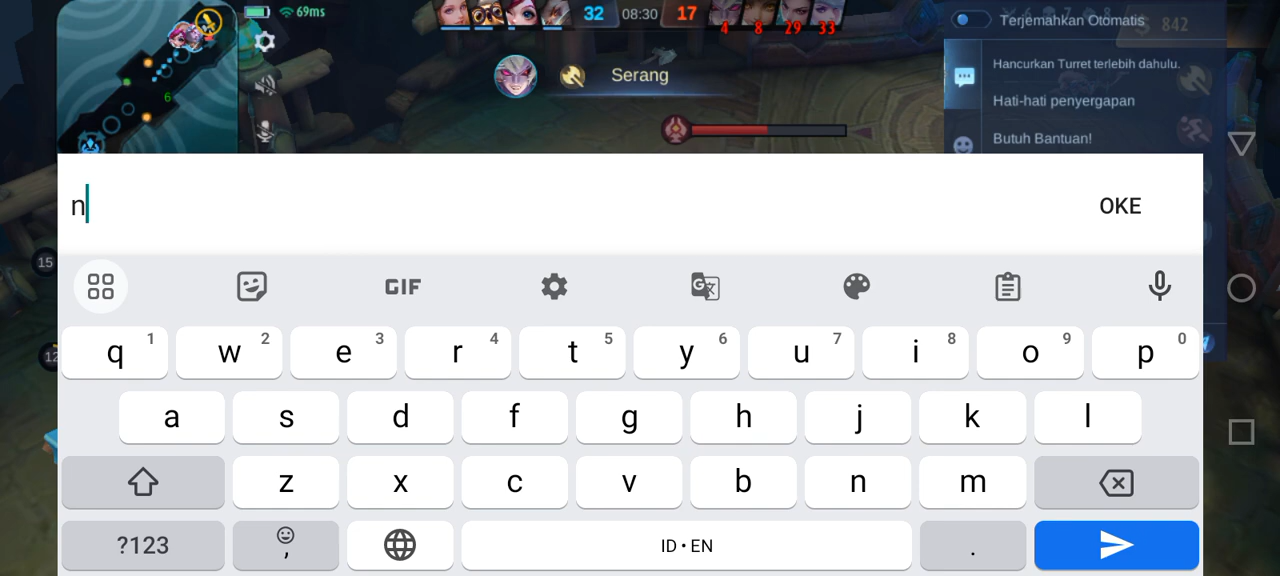 69ms
32 08:30 17
4 8 29 33
Terjemahkan Otomatis
842
Serang
Hancurkan Turret terlebih dahulu.
Hati-hati penyergapan
Butuh Bantuan!
6
n
OKE
15
GIF
q 1 w 2 e 3 r 4 t 5 y 6 u 7 i 8 o 9 p 0
12
a s d f g h j k l
z x c v b n m
?123 , ID • EN .